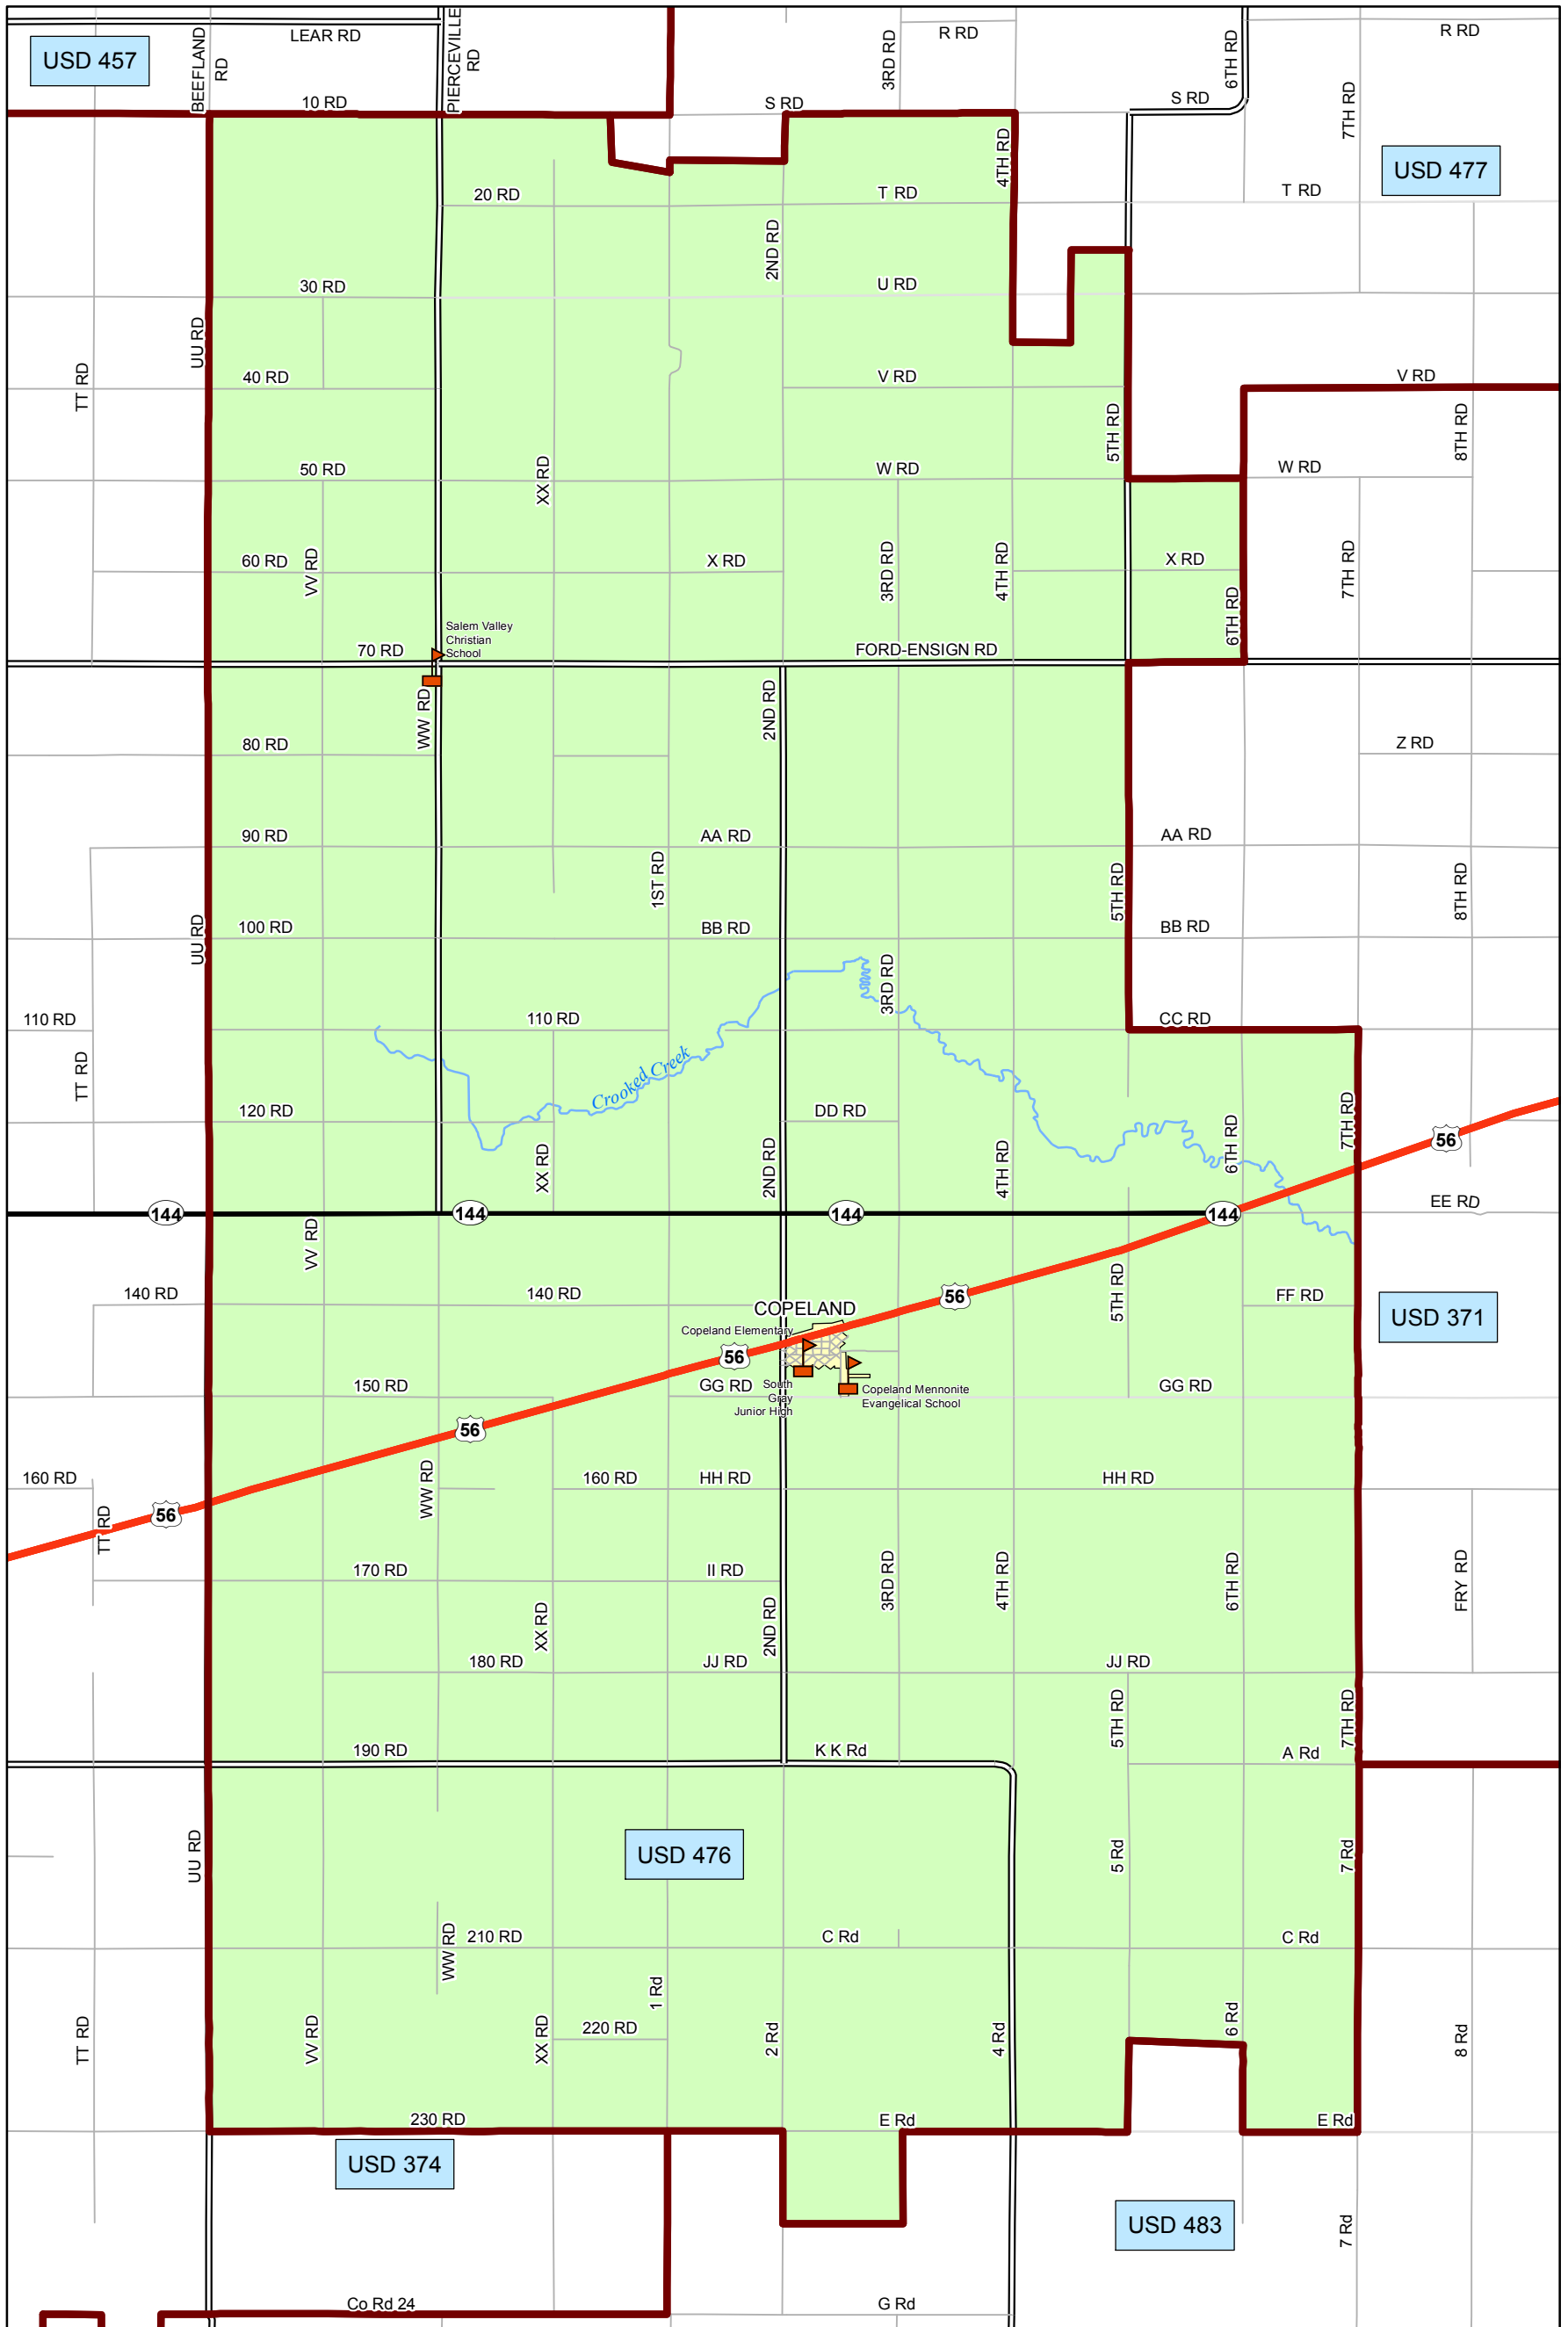 USD 457
BEEFLAND
RD
LEAR RD
PIERCEVILLE
RD
3RD RD
R RD
6TH RD
R RD
10 RD
S RD
S RD
7TH RD
4TH RD
USD 477
20 RD
T RD
T RD
2ND RD
30 RD
U RD
UU RD
TT RD
40 RD
V RD
V RD
5TH RD
8TH RD
50 RD
XX RD
W RD
W RD
60 RD
VV RD
X RD
3RD RD
4TH RD
X RD
7TH RD
6TH RD
Salem Valley
Christian
School
70 RD
FORD-ENSIGN RD
WW RD
2ND RD
80 RD
Z RD
90 RD
AA RD
AA RD
1ST RD
5TH RD
8TH RD
UU RD
100 RD
BB RD
BB RD
3RD RD
110 RD
110 RD
CC RD
TT RD
Crooked Creek
120 RD
DD RD
6TH RD
7TH RD
56
XX RD
2ND RD
4TH RD
144
144
144
144
EE RD
VV RD
140 RD
140 RD
5TH RD
FF RD
56
COPELAND
USD 371
Copeland Elementary
56
150 RD
GG RD
South
Gray
Junior High
Copeland Mennonite
Evangelical School
GG RD
56
160 RD
WW RD
160 RD
HH RD
HH RD
56
TT RD
170 RD
II RD
3RD RD
4TH RD
6TH RD
FRY RD
XX RD
2ND RD
180 RD
JJ RD
JJ RD
5TH RD
7TH RD
190 RD
K K Rd
A Rd
UU RD
USD 476
5 Rd
7 Rd
WW RD
210 RD
C Rd
C Rd
1 Rd
TT RD
VV RD
XX RD
220 RD
2 Rd
4 Rd
6 Rd
8 Rd
230 RD
E Rd
E Rd
USD 374
USD 483
7 Rd
Co Rd 24
G Rd